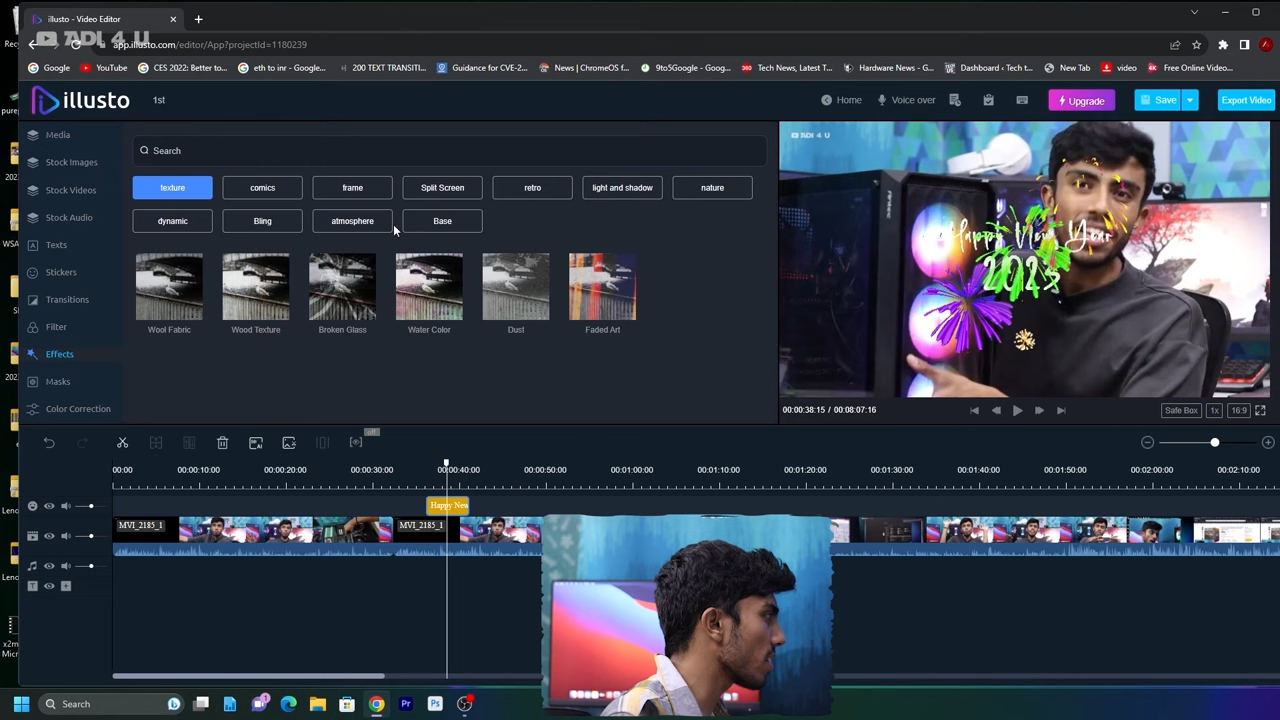 illusto - Video Editor
ADI 4 U
app.illusto.com/editor/App?projectId=1180239
Google
YouTube
CES 2022: Better to...
eth to inr - Google...
200 TEXT TRANSITI...
Guidance for CVE-2...
News | ChromeOS f...
9to5Google - Goog...
Tech News, Latest T...
Hardware News - G...
Dashboard ‹ Tech t...
New Tab
video
Free Online Video...
illusto
1st
Home
Voice over
Upgrade
Save
Export Video
Media
Stock Images
Stock Videos
Stock Audio
Texts
Stickers
Transitions
Filter
Effects
Masks
Color Correction
Search
texture
comics
frame
Split Screen
retro
light and shadow
nature
dynamic
Bling
atmosphere
Base
Wool Fabric
Wood Texture
Broken Glass
Water Color
Dust
Faded Art
ADI 4 U
Happy New Year
2023
00:00:38:15 / 00:08:07:16
Safe Box
1x
16:9
off
00:00
00:00:10:00
00:00:20:00
00:00:30:00
00:00:40:00
00:00:50:00
00:01:00:00
00:01:10:00
00:01:20:00
00:01:30:00
00:01:40:00
00:01:50:00
00:02:00:00
00:02:10:00
Happy New
MVI_2185_1
MVI_2185_1
Search